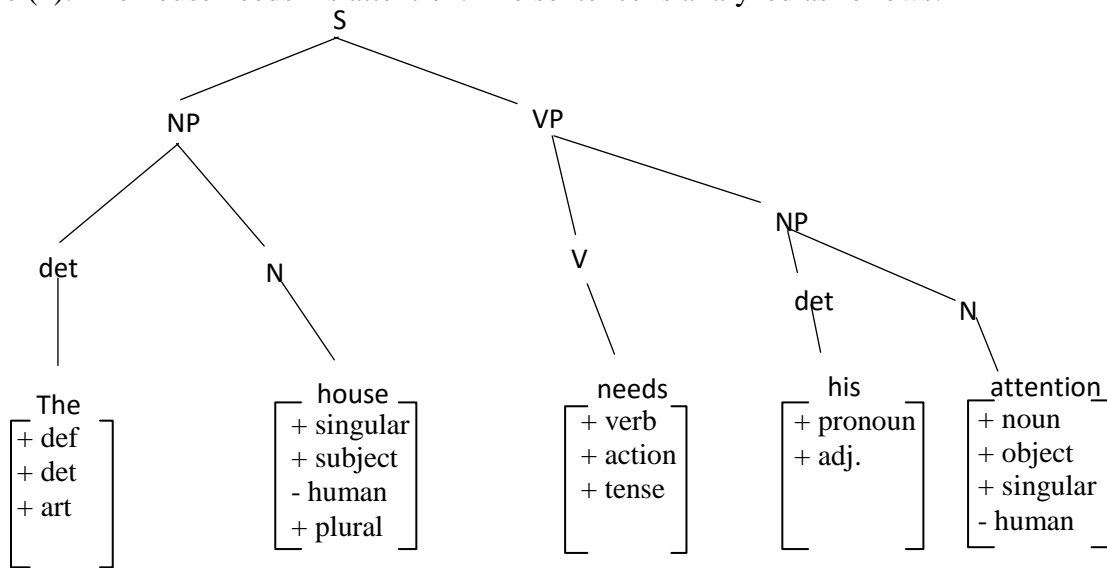 S
NP VP
NP
det N V
det N
The house needs his attention
+ def + singular + verb + pronoun + noun
+ det + subject + action + adj. + object
+ art - human + tense + singular
+ plural - human